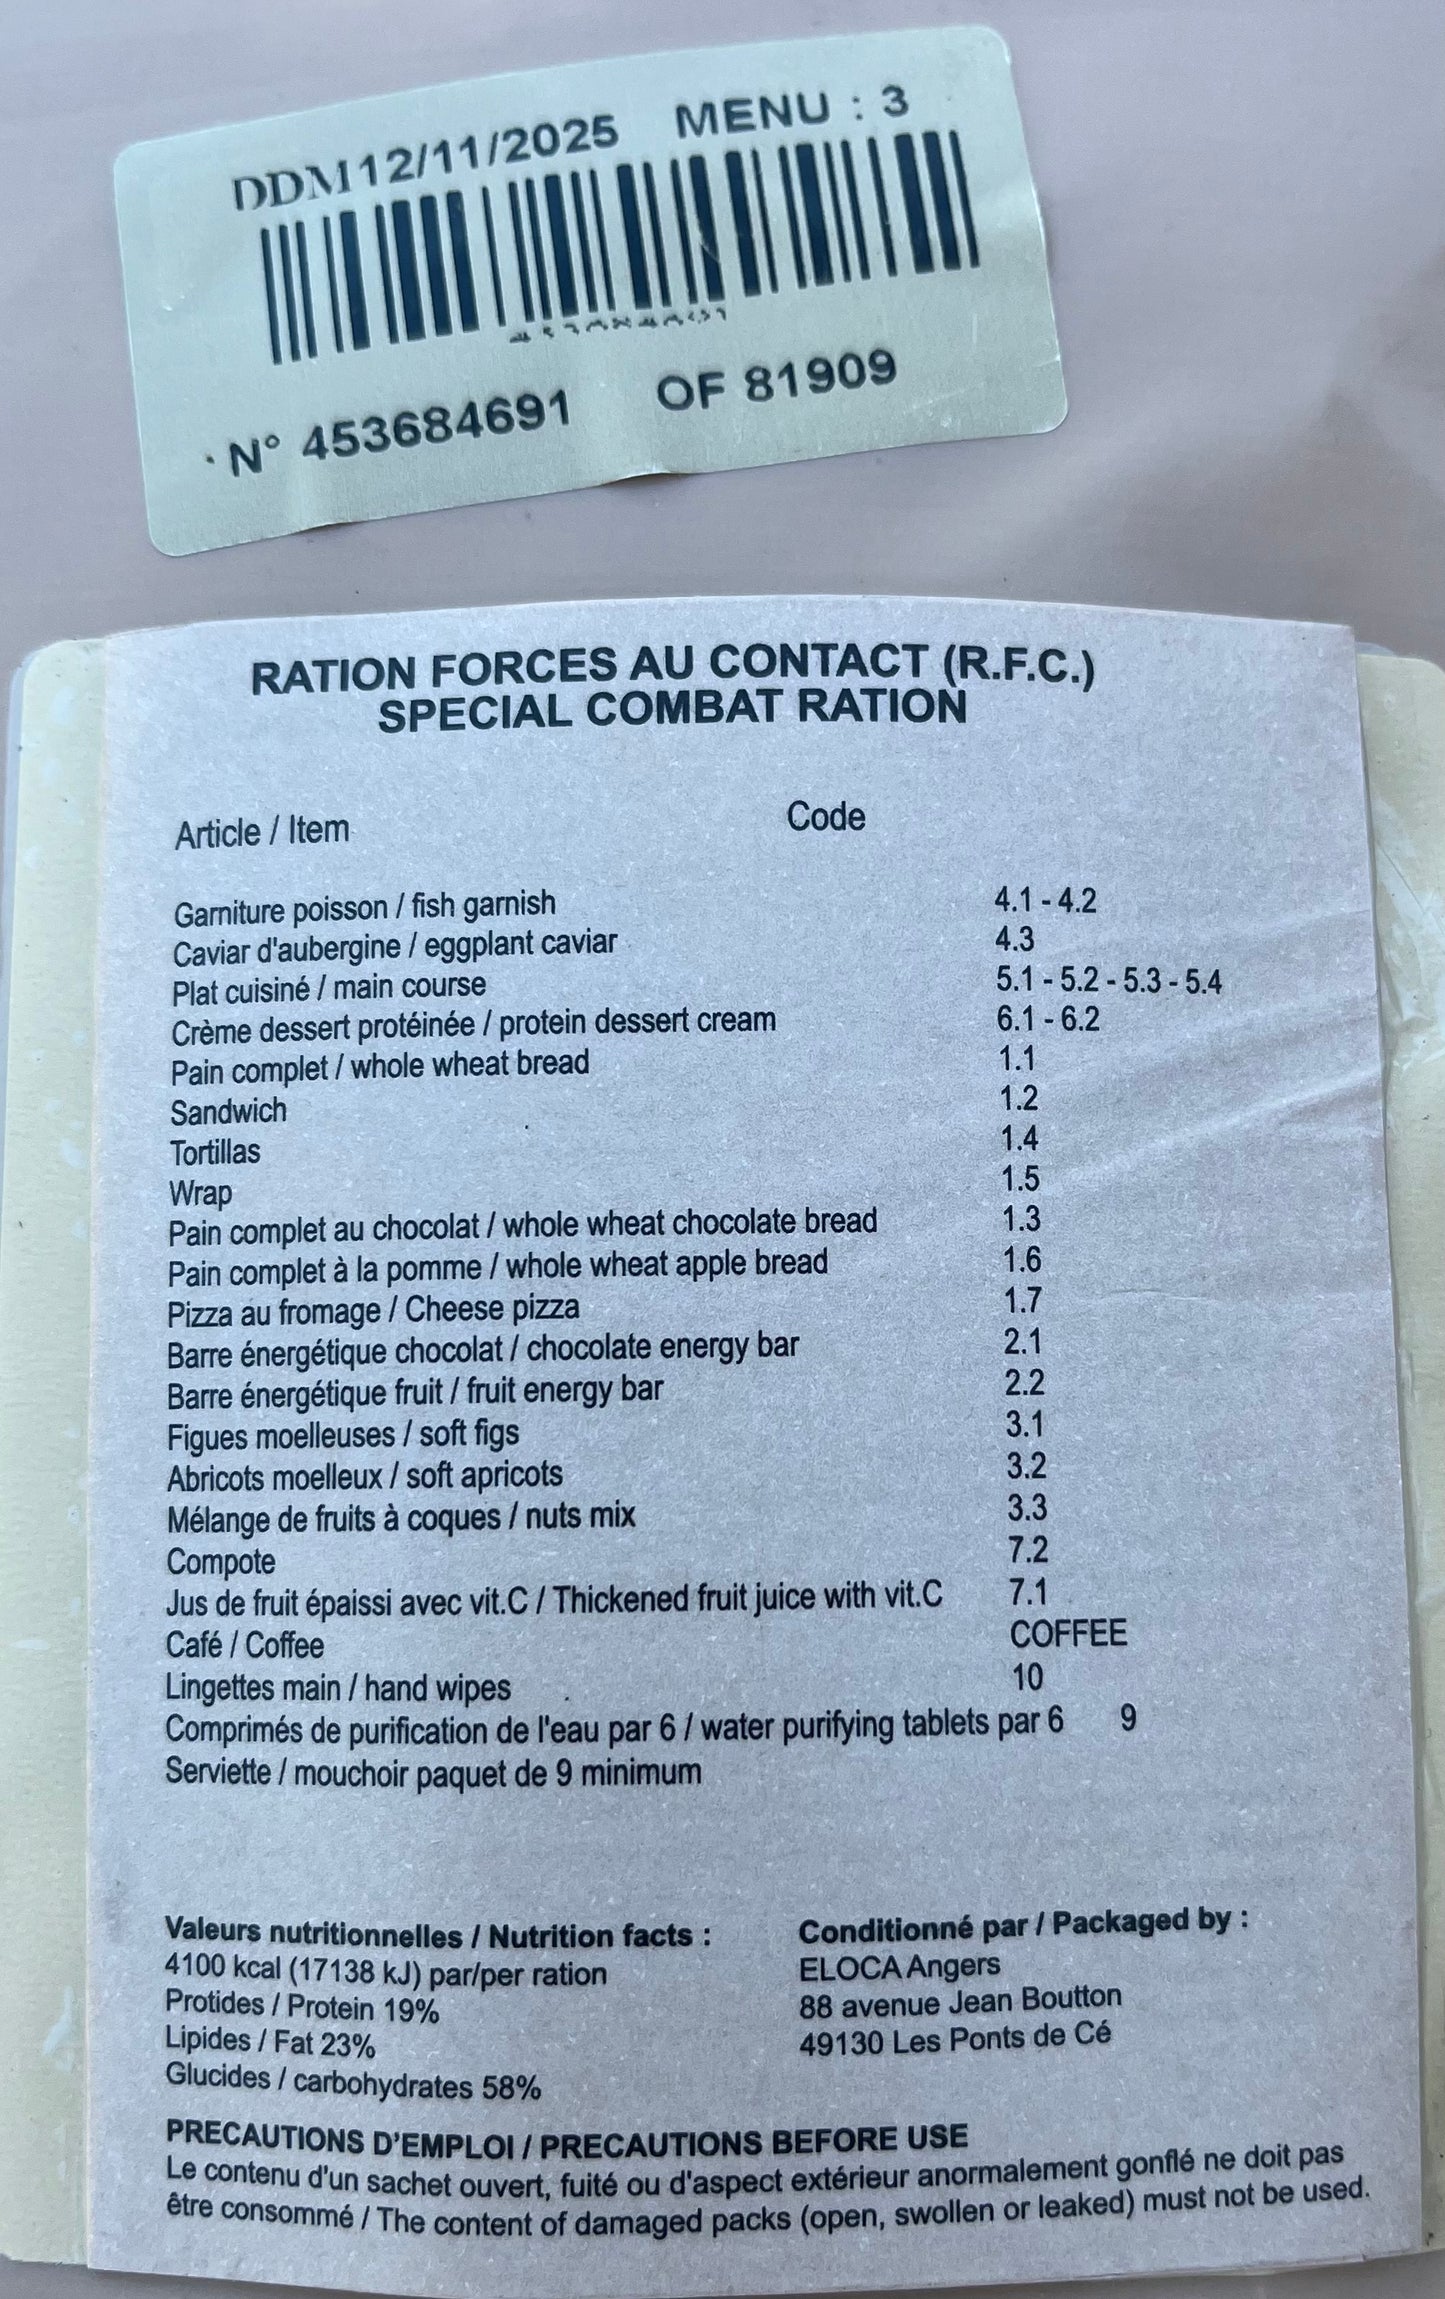 DDM12/11/2025 MENU : 3
N° 453684691 OF 81909
RATION FORCES AU CONTACT (R.F.C.)
SPECIAL COMBAT RATION
Article / Item Code
Garniture poisson / fish garnish 4.1 - 4.2
Caviar d'aubergine / eggplant caviar 4.3
Plat cuisiné / main course 5.1 - 5.2 - 5.3 - 5.4
Crème dessert protéinée / protein dessert cream 6.1 - 6.2
Pain complet / whole wheat bread 1.1
Sandwich 1.2
Tortillas 1.4
Wrap 1.5
Pain complet au chocolat / whole wheat chocolate bread 1.3
Pain complet à la pomme / whole wheat apple bread 1.6
Pizza au fromage / Cheese pizza 1.7
Barre énergétique chocolat / chocolate energy bar 2.1
Barre énergétique fruit / fruit energy bar 2.2
Figues moelleuses / soft figs 3.1
Abricots moelleux / soft apricots 3.2
Mélange de fruits à coques / nuts mix 3.3
Compote 7.2
Jus de fruit épaissi avec vit.C / Thickened fruit juice with vit.C 7.1
Café / Coffee COFFEE
Lingettes main / hand wipes 10
Comprimés de purification de l'eau par 6 / water purifying tablets par 6 9
Serviette / mouchoir paquet de 9 minimum
Valeurs nutritionnelles / Nutrition facts :
4100 kcal (17138 kJ) par/per ration
Protides / Protein 19%
Lipides / Fat 23%
Glucides / carbohydrates 58%
Conditionné par / Packaged by :
ELOCA Angers
88 avenue Jean Boutton
49130 Les Ponts de Cé
PRECAUTIONS D'EMPLOI / PRECAUTIONS BEFORE USE
Le contenu d'un sachet ouvert, fuité ou d'aspect extérieur anormalement gonflé ne doit pas
être consommé / The content of damaged packs (open, swollen or leaked) must not be used.